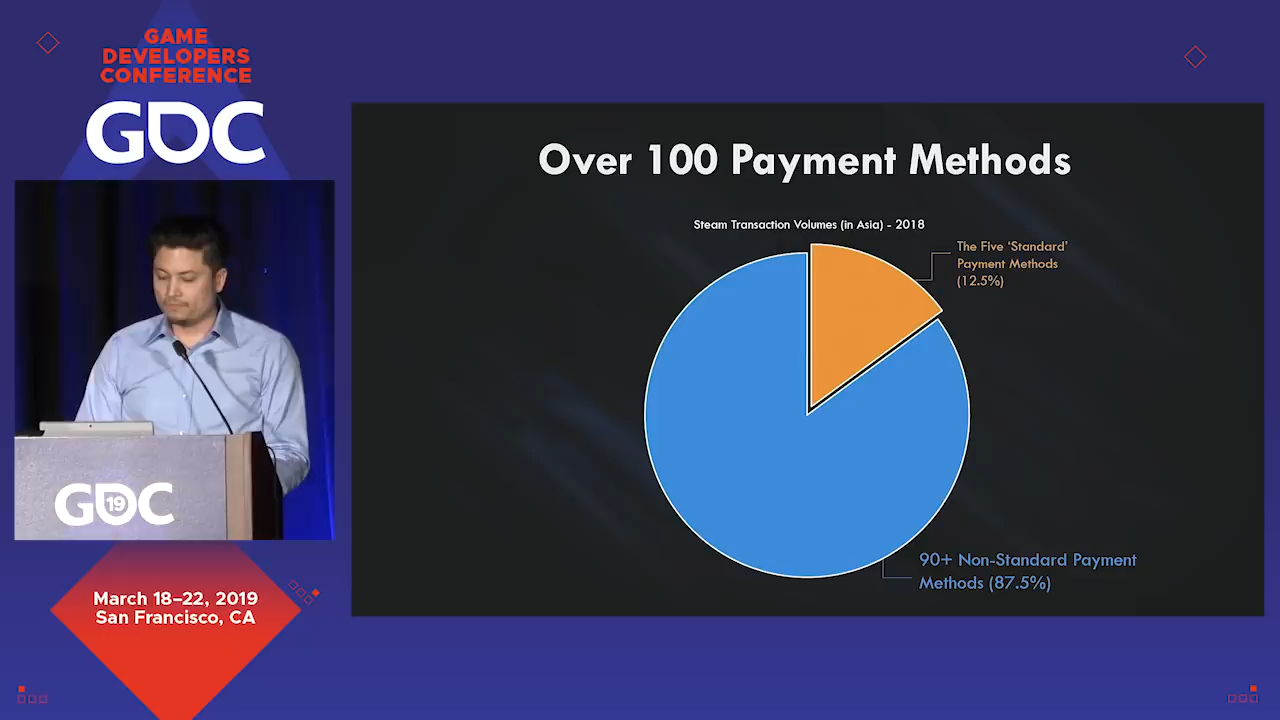 GAME
DEVELOPERS
CONFERENCE
GDC
GDC
19
March 18–22, 2019
San Francisco, CA
Over 100 Payment Methods
Steam Transaction Volumes (in Asia) - 2018
The Five ‘Standard’
Payment Methods
(12.5%)
90+ Non-Standard Payment
Methods (87.5%)